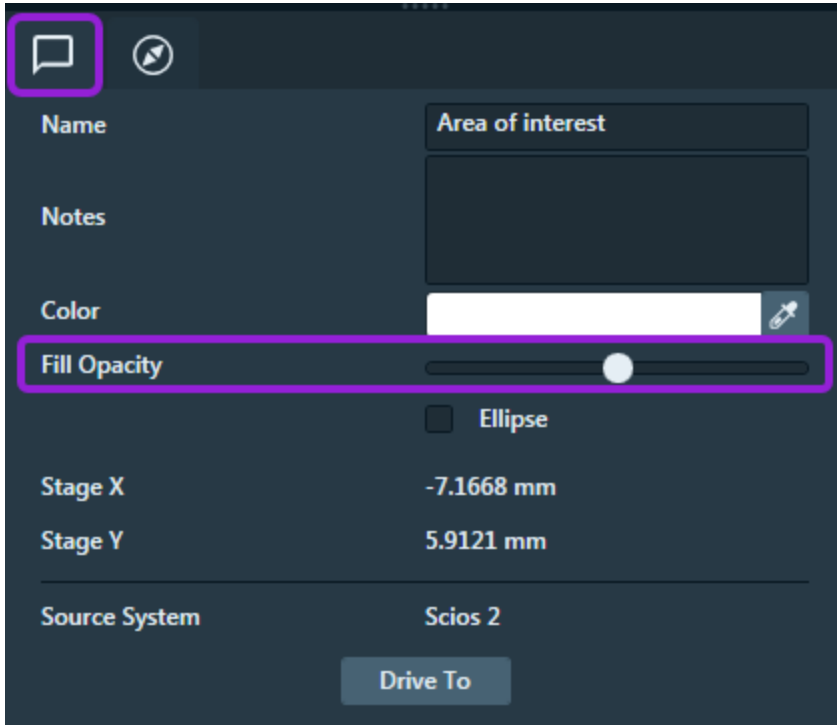 Name
Area of interest
Notes
Color
Fill Opacity
Ellipse
Stage X
-7.1668 mm
Stage Y
5.9121 mm
Source System
Scios 2
Drive To